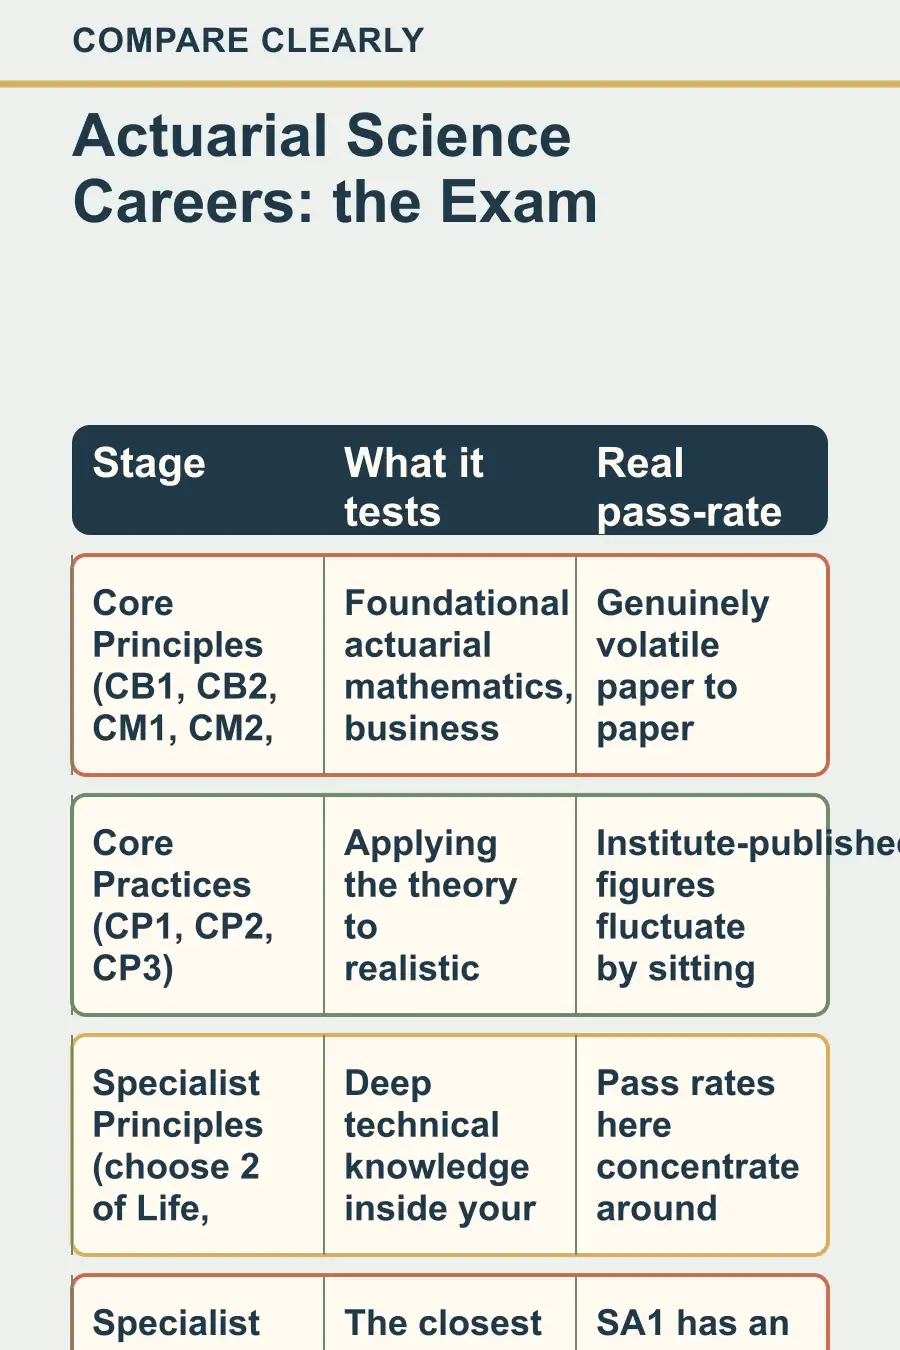 COMPARE CLEARLY
Actuarial Science
Careers: the Exam
Stage
What it
tests
Real
pass-rate
Core
Principles
(CB1, CB2,
CM1, CM2,
Foundational
actuarial
mathematics,
business
Genuinely
volatile
paper to
paper
Core
Practices
(CP1, CP2,
CP3)
Applying
the theory
to
realistic
Institute-publishe
figures
fluctuate
by sitting
Specialist
Principles
(choose 2
of Life,
Deep
technical
knowledge
inside your
Pass rates
here
concentrate
around
Specialist
The closest
SA1 has an